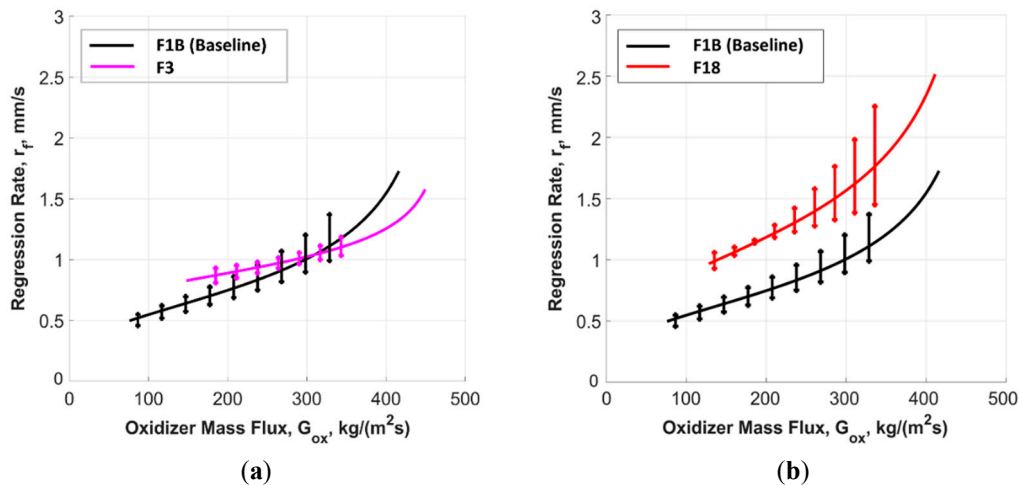 3
2.5
2
1.5
1
0.5
0
Regression Rate, r_f, mm/s
F1B (Baseline)
F3
0 100 200 300 400 500
Oxidizer Mass Flux, G_ox, kg/(m²s)
(a)
3
2.5
2
1.5
1
0.5
0
Regression Rate, r_f, mm/s
F1B (Baseline)
F18
0 100 200 300 400 500
Oxidizer Mass Flux, G_ox, kg/(m²s)
(b)